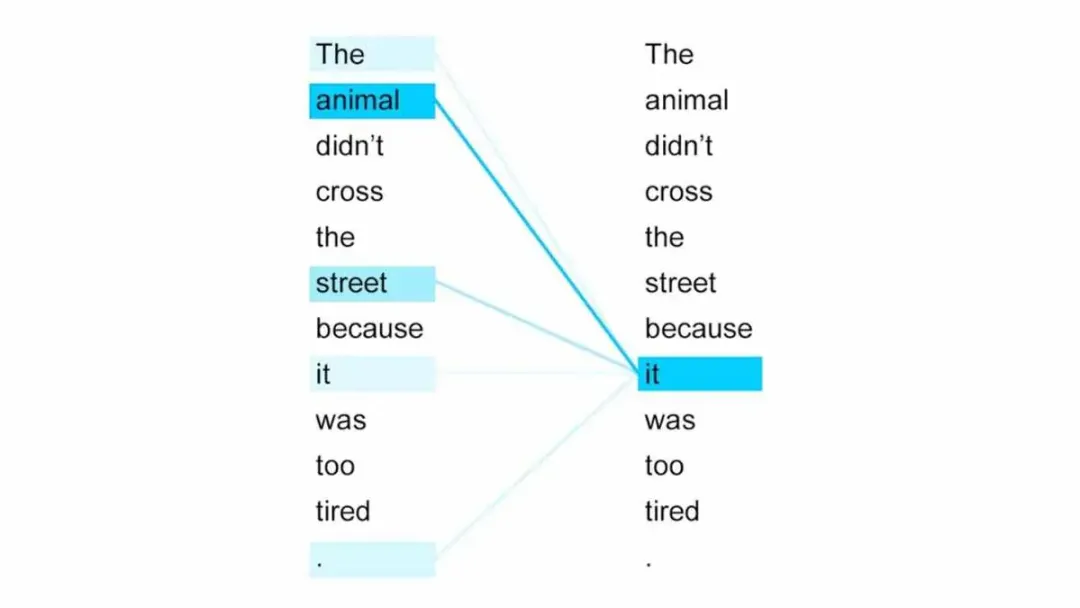 The
animal
didn’t
cross
the
street
because
it
was
too
tired
.
The
animal
didn’t
cross
the
street
because
it
was
too
tired
.